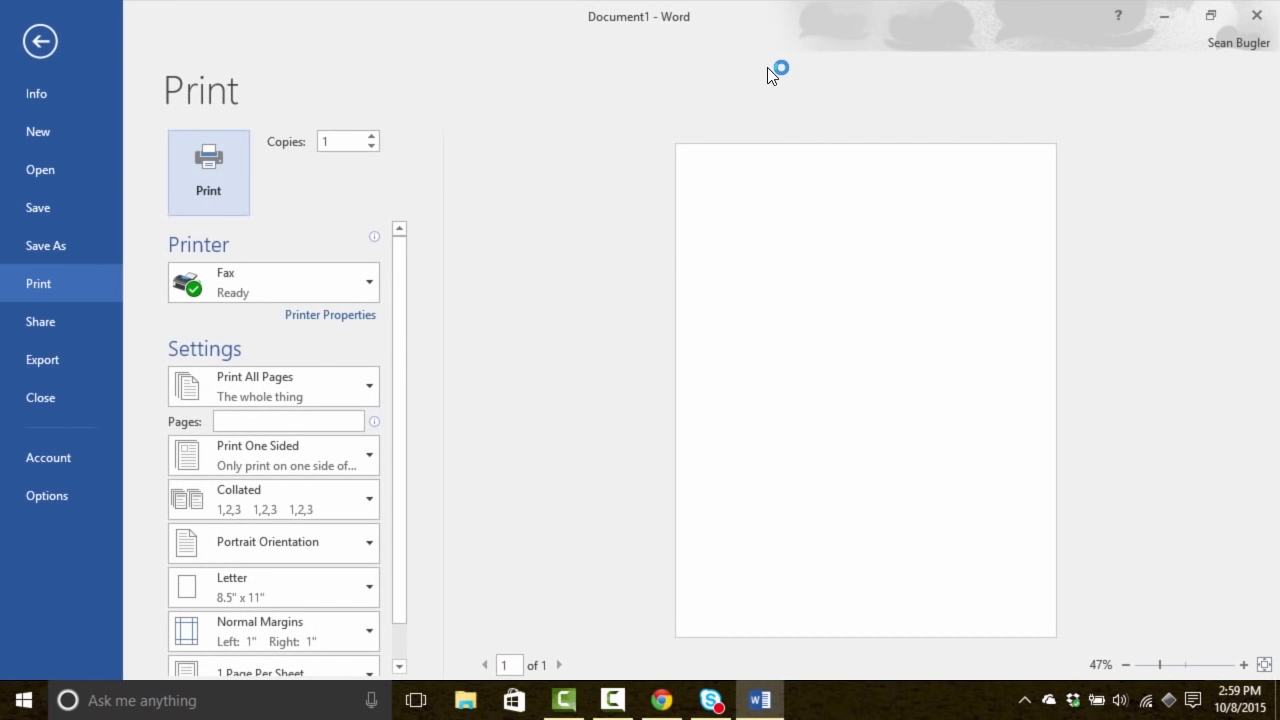 Document1 - Word
?
Sean Bugler
Info
New
Open
Save
Save As
Print
Share
Export
Close
Account
Options
Print
Print
Copies: 1
Printer
Fax
Ready
Printer Properties
Settings
Print All Pages
The whole thing
Pages:
Print One Sided
Only print on one side of...
Collated
1,2,3 1,2,3 1,2,3
Portrait Orientation
Letter
8.5" x 11"
Normal Margins
Left: 1" Right: 1"
1 Page Per Sheet
1 of 1
47%
Ask me anything
2:59 PM
10/8/2015